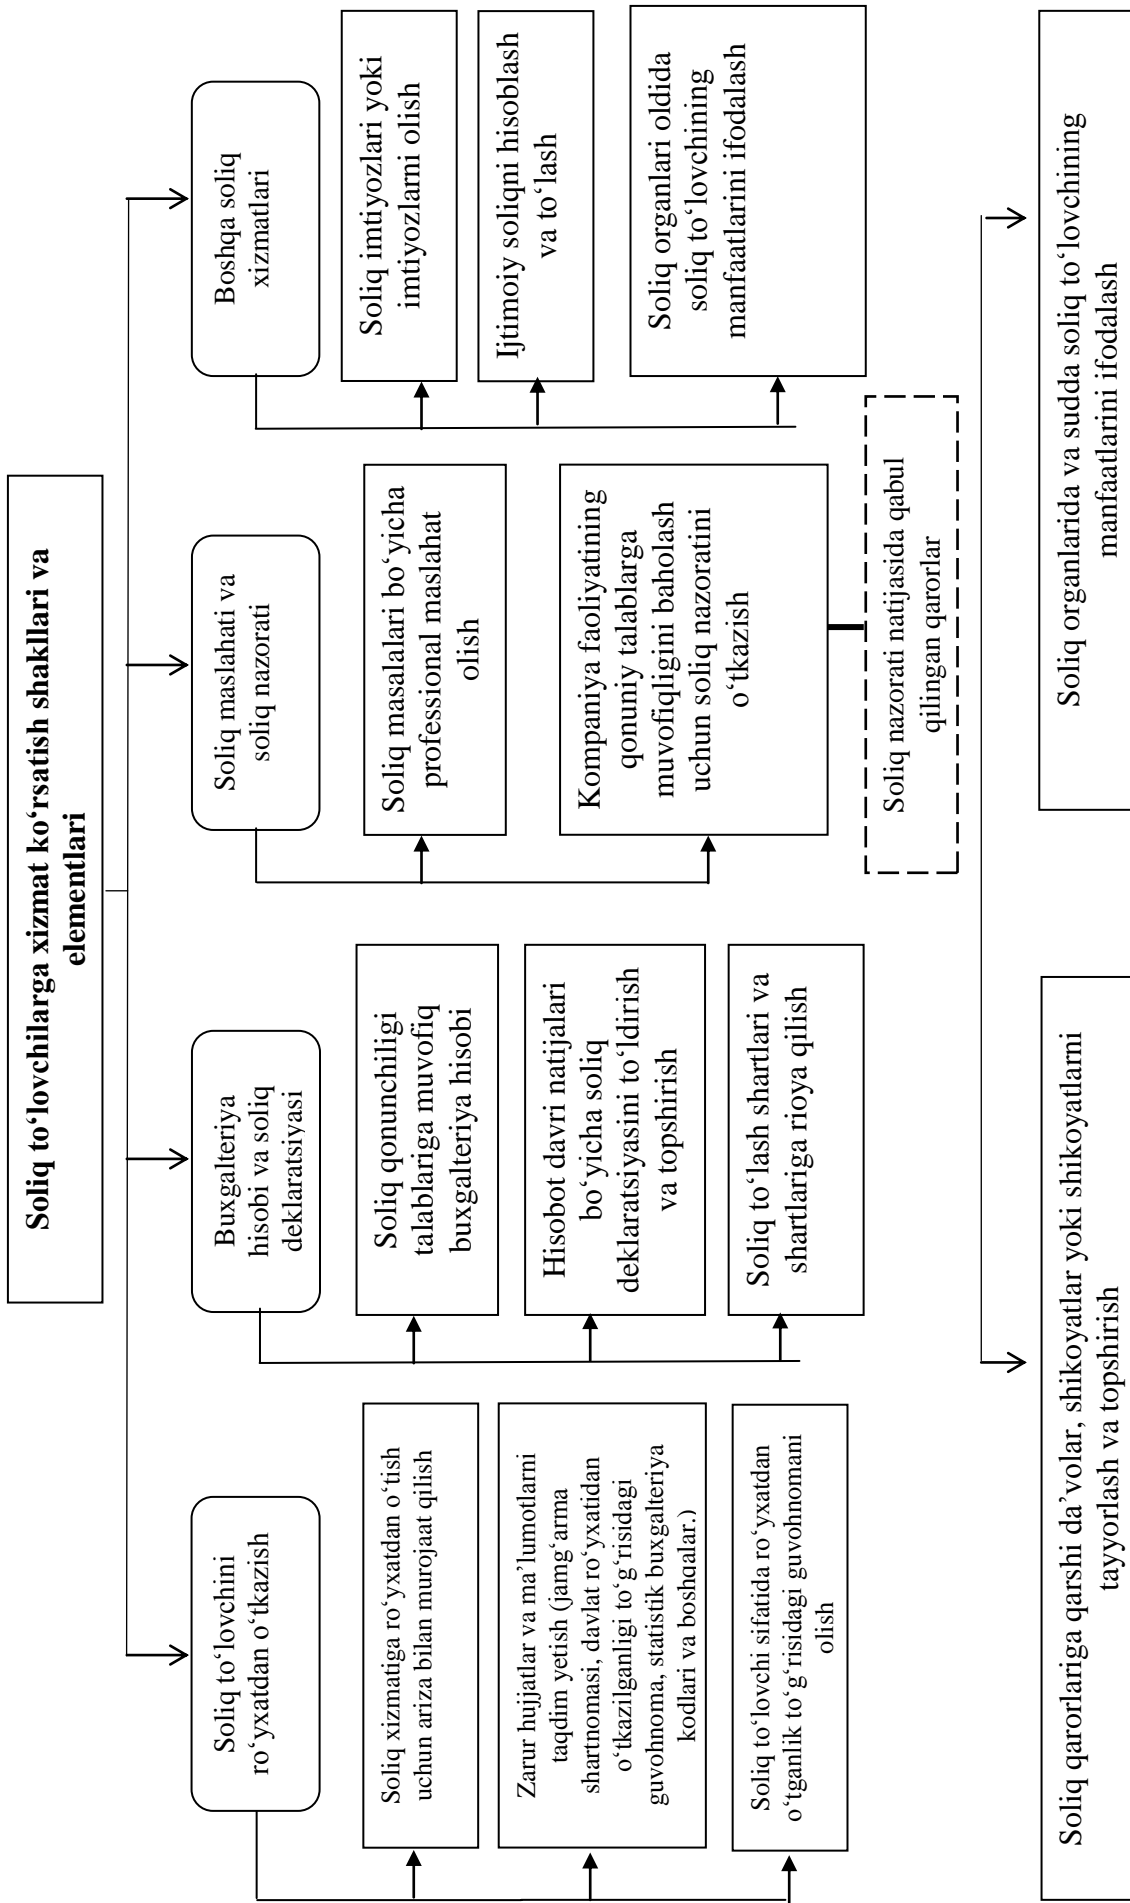 Soliq to‘lovchilarga xizmat ko‘rsatish shakllari va
elementlari
Soliq to‘lovchini
ro‘yxatdan o‘tkazish
Soliq xizmatiga ro‘yxatdan o‘tish
uchun ariza bilan murojaat qilish
Zarur hujjatlar va ma’lumotlarni
taqdim yetish (jamg‘arma
shartnomasi, davlat ro‘yxatidan
o‘tkazilganligi to‘g‘risidagi
guvohnoma, statistik buxgalteriya
kodlari va boshqalar.)
Soliq to‘lovchi sifatida ro‘yxatdan
o‘tganlik to‘g‘risidagi guvohnomani
olish
Buxgalteriya
hisobi va soliq
deklaratsiyasi
Soliq qonunchiligi
talablariga muvofiq
buxgalteriya hisobi
Hisobot davri natijalari
bo‘yicha soliq
deklaratsiyasini to‘ldirish
va topshirish
Soliq to‘lash shartlari va
shartlariga rioya qilish
Soliq maslahati va
soliq nazorati
Soliq masalalari bo‘yicha
professional maslahat
olish
Kompaniya faoliyatining
qonuniy talablarga
muvofiqligini baholash
uchun soliq nazoratini
o‘tkazish
Boshqa soliq
xizmatlari
Soliq imtiyozlari yoki
imtiyozlarni olish
Ijtimoiy soliqni hisoblash
va to‘lash
Soliq organlari oldida
soliq to‘lovchining
manfaatlarini ifodalash
Soliq nazorati natijasida qabul
qilingan qarorlar
Soliq qarorlariga qarshi da’volar, shikoyatlar yoki shikoyatlarni
tayyorlash va topshirish
Soliq organlarida va sudda soliq to‘lovchining
manfaatlarini ifodalash